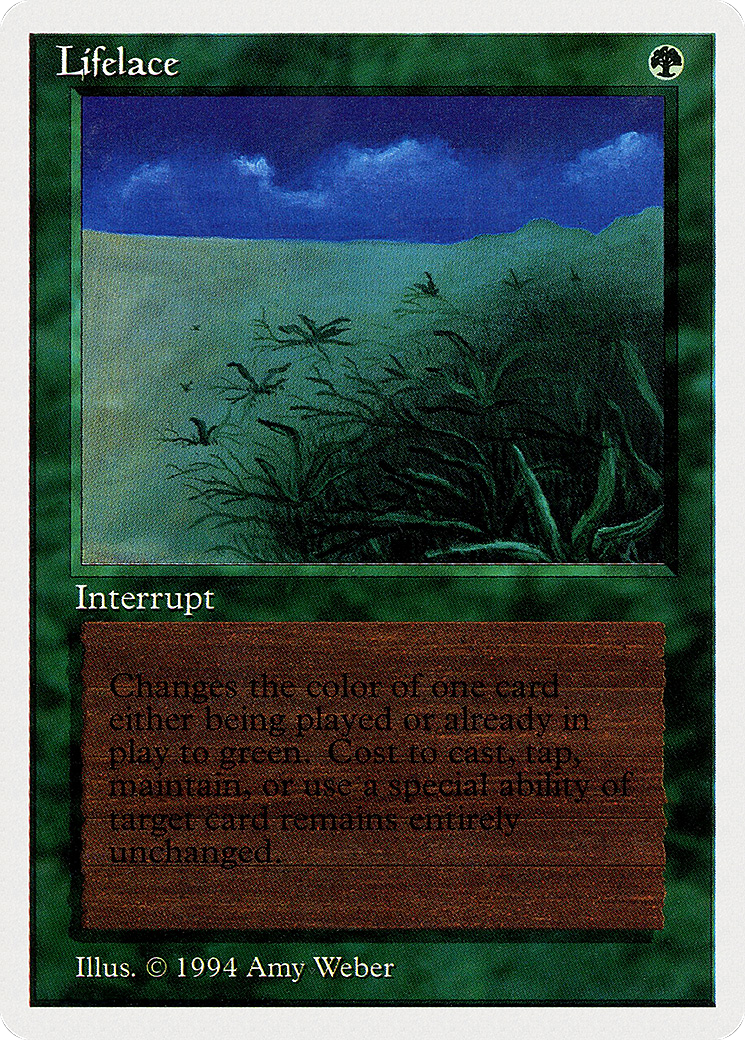 Lifelace
Interrupt
Changes the color of one card
either being played or already in
play to green. Cost to cast, tap,
maintain, or use a special ability of
target card remains entirely
unchanged.
Illus. © 1994 Amy Weber